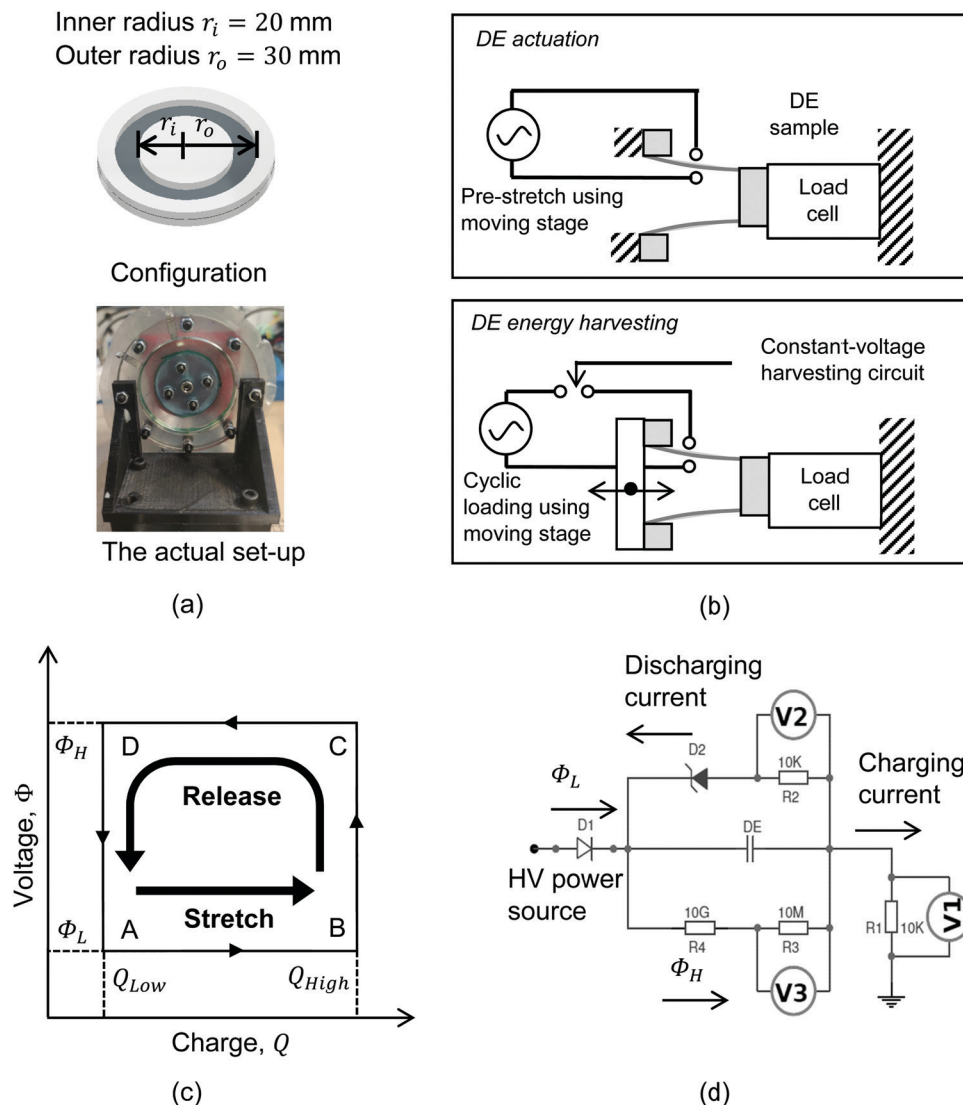 Inner radius r_i = 20 mm
Outer radius r_o = 30 mm
r_i r_o
Configuration
The actual set-up
(a)
DE actuation
DE
sample
Load
cell
Pre-stretch using
moving stage
DE energy harvesting
Constant-voltage
harvesting circuit
Cyclic
loading using
moving stage
Load
cell
(b)
Voltage, Φ
Φ_H
Φ_L
D
C
Release
Stretch
A
B
Q_Low
Q_High
Charge, Q
(c)
Discharging
current
V2
D2
10K
R2
Φ_L
Charging
current
D1
DE
HV power
source
10G
R4
10M
R3
R1
10K
V1
Φ_H
V3
(d)